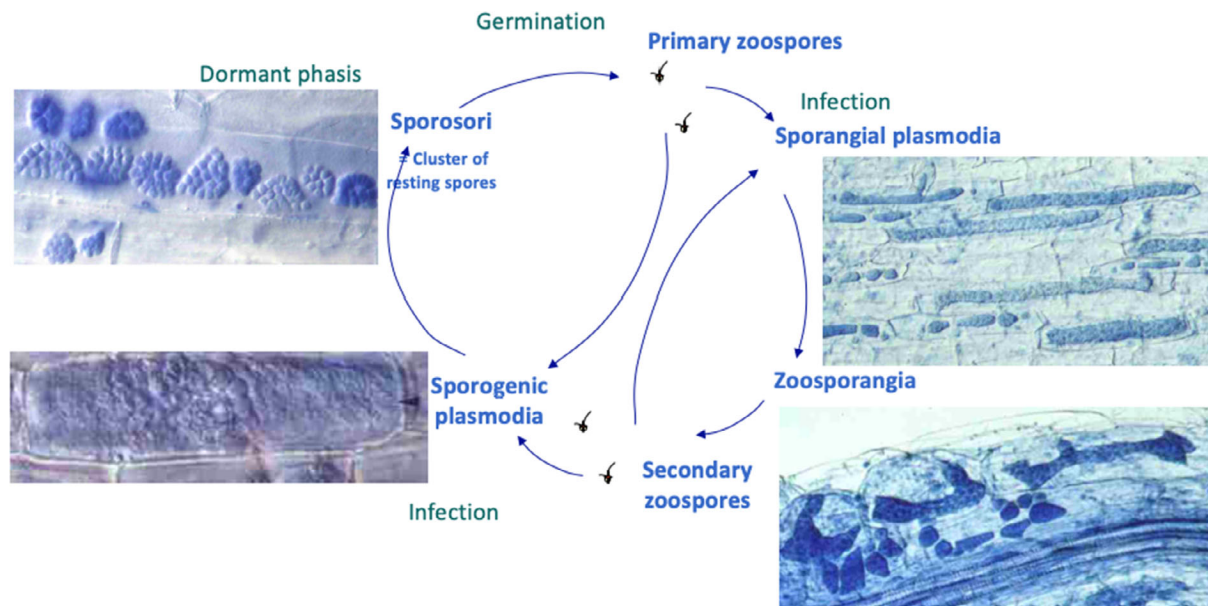 Germination
Primary zoospores
Dormant phasis
Infection
Sporosori
= Cluster of
resting spores
Sporangial plasmodia
Sporogenic
plasmodia
Zoosporangia
Secondary
zoospores
Infection